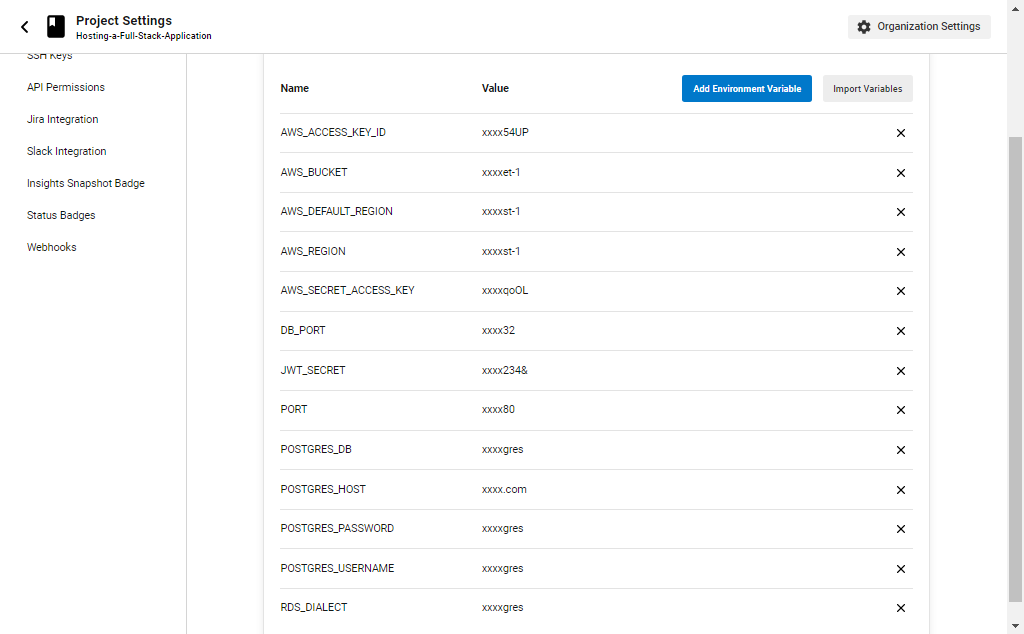 Project Settings
Hosting-a-Full-Stack-Application
Organization Settings
SSH Keys
API Permissions
Jira Integration
Slack Integration
Insights Snapshot Badge
Status Badges
Webhooks
Name Value Add Environment Variable Import Variables
AWS_ACCESS_KEY_ID xxxx54UP
AWS_BUCKET xxxxet-1
AWS_DEFAULT_REGION xxxxst-1
AWS_REGION xxxxst-1
AWS_SECRET_ACCESS_KEY xxxxqoOL
DB_PORT xxxx32
JWT_SECRET xxxx234&
PORT xxxx80
POSTGRES_DB xxxxgres
POSTGRES_HOST xxxx.com
POSTGRES_PASSWORD xxxxgres
POSTGRES_USERNAME xxxxgres
RDS_DIALECT xxxxgres